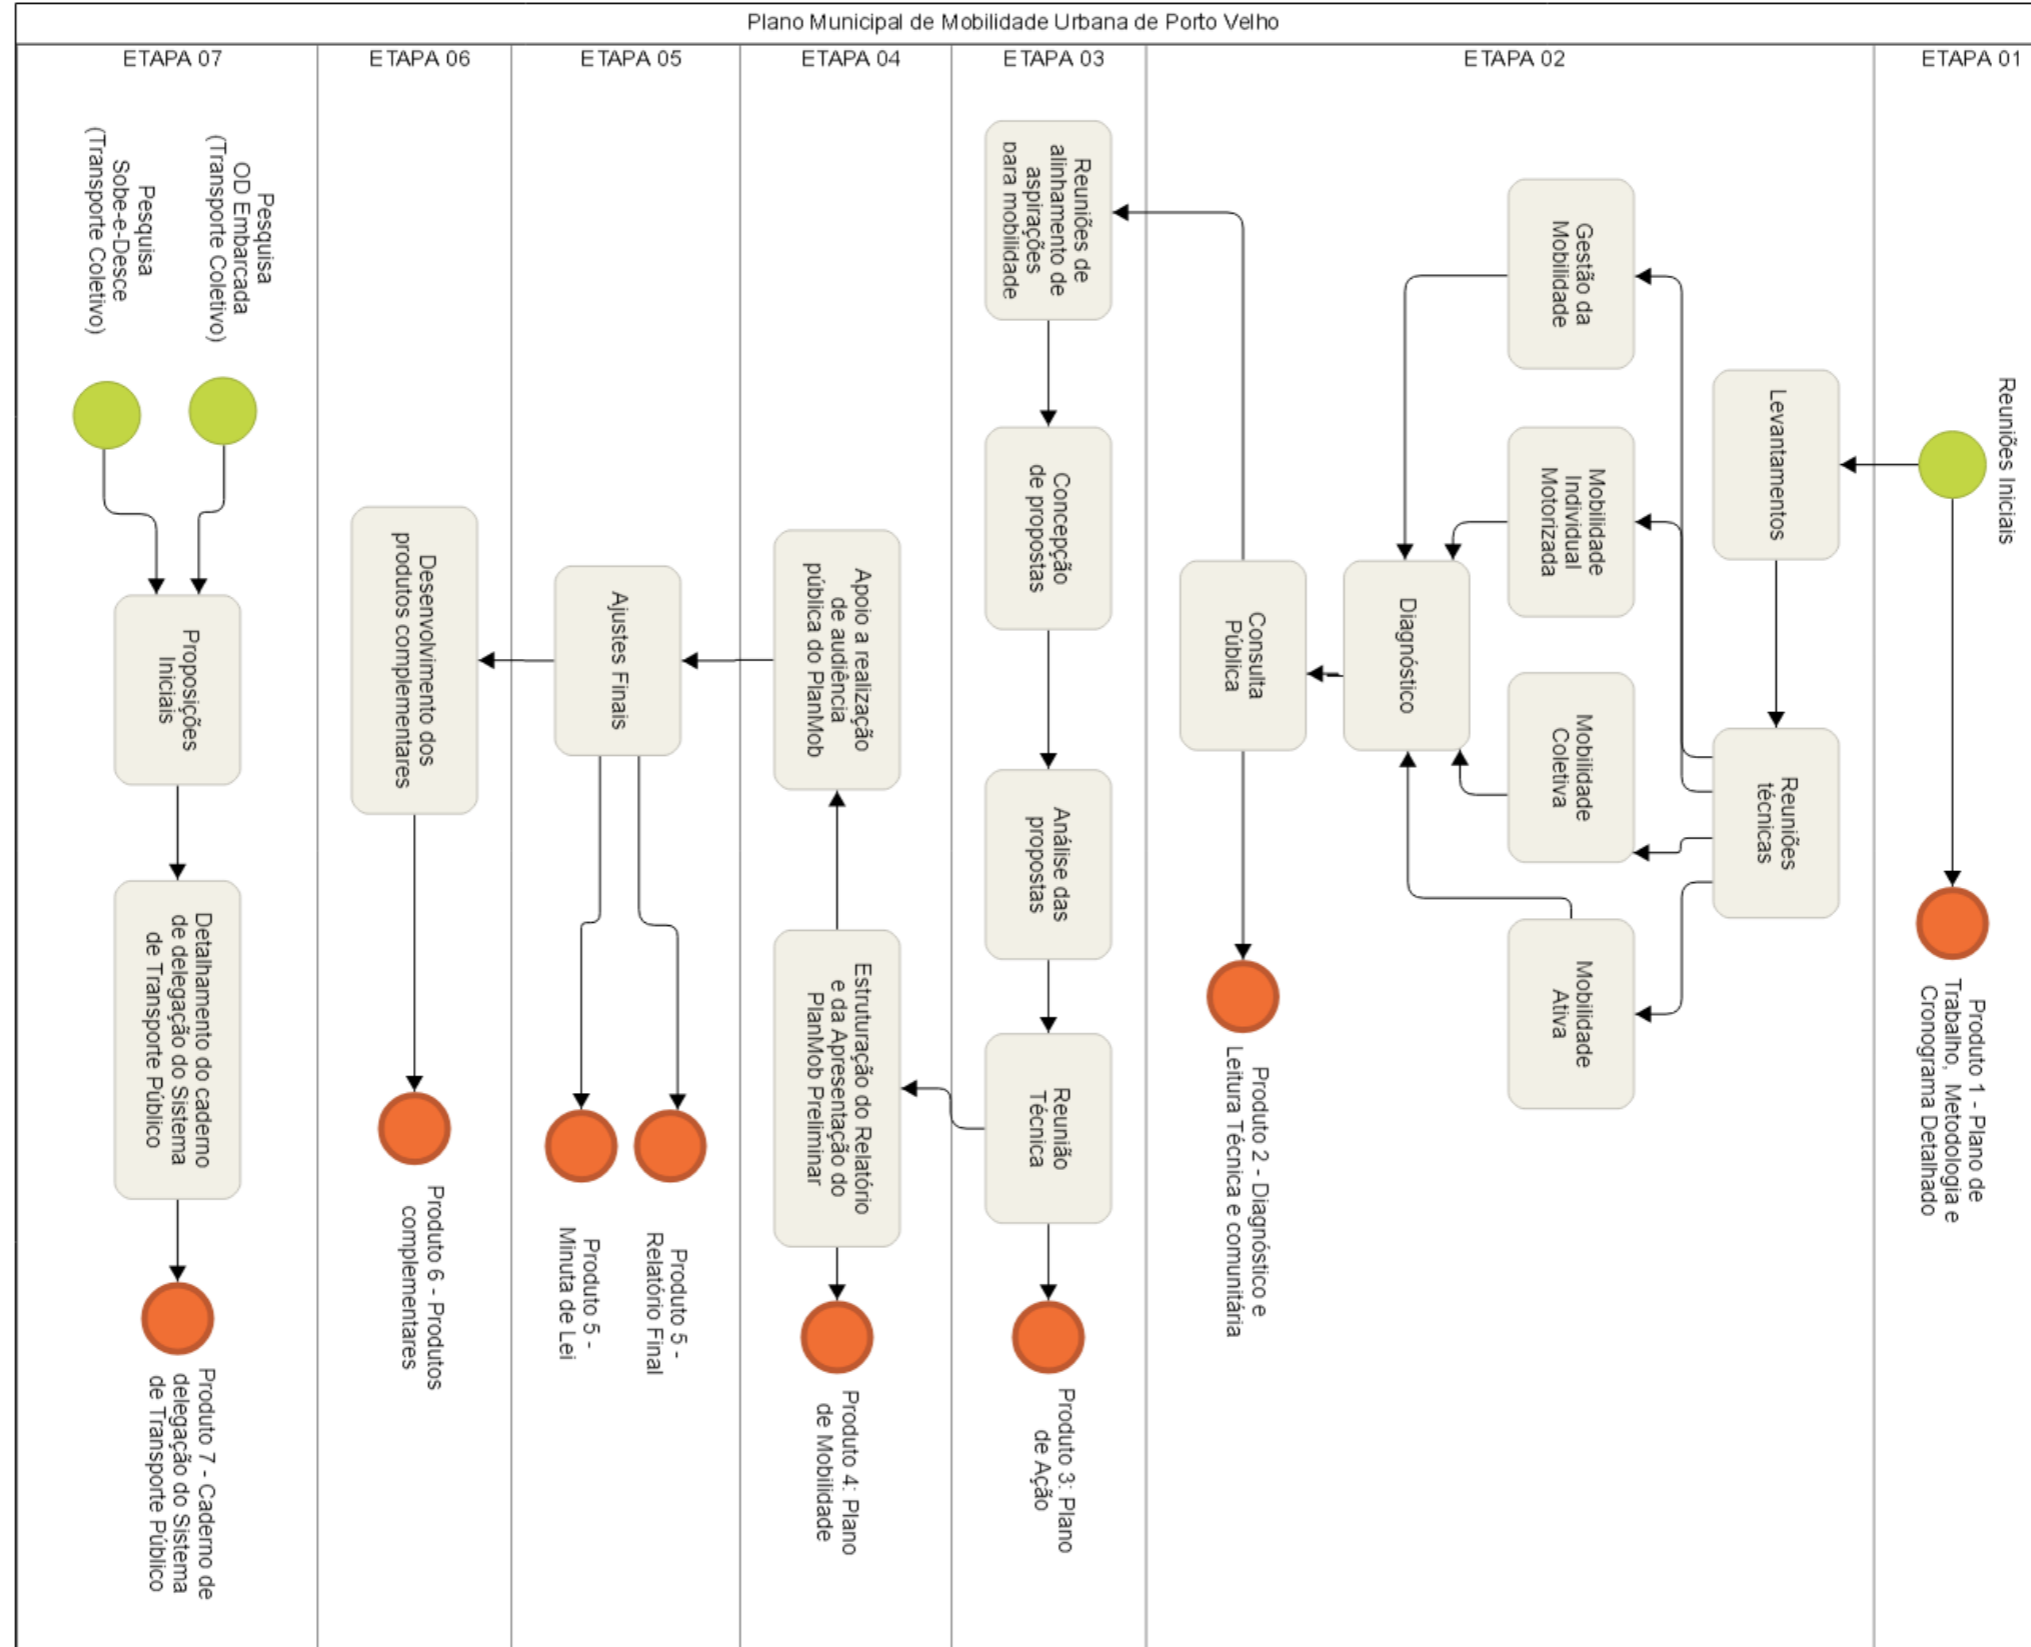 Plano Municipal de Mobilidade Urbana de Porto Velho
ETAPA 07
ETAPA 06
ETAPA 05
ETAPA 04
ETAPA 03
ETAPA 02
ETAPA 01
Reuniões Iniciais
Produto 1 - Plano de
Trabalho, Metodologia e
Cronograma Detalhado
Levantamentos
Reuniões
técnicas
Gestão da
Mobilidade
Mobilidade
Individual
Motorizada
Mobilidade
Coletiva
Mobilidade
Ativa
Diagnóstico
Consulta
Pública
Produto 2 - Diagnóstico e
Leitura Técnica e comunitária
Reuniões de
alinhamento de
aspirações
para mobilidade
Concepção
de propostas
Análise das
propostas
Reunião
Técnica
Produto 3: Plano
de Ação
Apoio a realização
de audiência
pública do PlanMob
Estruturação do Relatório
e da Apresentação do
PlanMob Preliminar
Produto 4: Plano
de Mobilidade
Ajustes Finais
Produto 5 -
Relatório Final
Produto 5 -
Minuta de Lei
Desenvolvimento dos
produtos complementares
Produto 6 - Produtos
complementares
Pesquisa
OD Embarcada
(Transporte Coletivo)
Pesquisa
Sobe-e-Desce
(Transporte Coletivo)
Proposições
Iniciais
Detalhamento do caderno
de delegação do Sistema
de Transporte Público
Produto 7 - Caderno de
delegação do Sistema
de Transporte Público